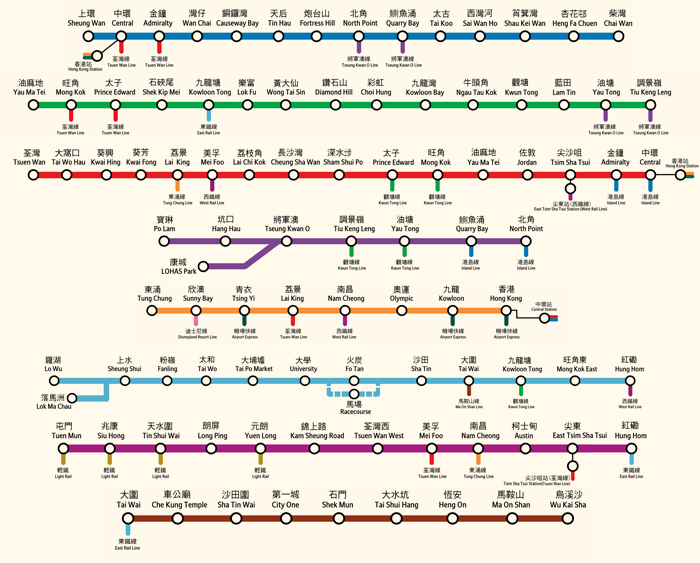 上環 中環 金鐘 灣仔 銅鑼灣 天后 炮台山 北角 鰂魚涌 太古 西灣河 筲箕灣 杏花邨 柴灣
Sheung Wan Central Admiralty Wan Chai Causeway Bay Tin Hau Fortress Hill North Point Quarry Bay Tai Koo Sai Wan Ho Shau Kei Wan Heng Fa Chuen Chai Wan
香港站 荃灣線 荃灣線 將軍澳線 將軍澳線
Hong Kong Station Tsuen Wan Line Tsuen Wan Line Tseung Kwan O Line Tseung Kwan O Line
油麻地 旺角 太子 石硤尾 九龍塘 樂富 黃大仙 鑽石山 彩虹 九龍灣 牛頭角 觀塘 藍田 油塘 調景嶺
Yau Ma Tei Mong Kok Prince Edward Shek Kip Mei Kowloon Tong Lok Fu Wong Tai Sin Diamond Hill Choi Hung Kowloon Bay Ngau Tau Kok Kwun Tong Lam Tin Yau Tong Tiu Keng Leng
荃灣線 荃灣線 東鐵線 將軍澳線 將軍澳線
Tsuen Wan Line Tsuen Wan Line East Rail Line Tseung Kwan O Line Tseung Kwan O Line
荃灣 大窩口 葵興 葵芳 荔景 美孚 荔枝角 長沙灣 深水埗 太子 旺角 油麻地 佐敦 尖沙咀 金鐘 中環 香港站
Tsuen Wan Tai Wo Hau Kwai Hing Kwai Fong Lai King Mei Foo Lai Chi Kok Cheung Sha Wan Sham Shui Po Prince Edward Mong Kok Yau Ma Tei Jordan Tsim Sha Tsui Admiralty Central Hong Kong Station
東涌線 西鐵線 觀塘線 觀塘線 港島線 港島線
Tung Chung Line West Rail Line Kwun Tong Line Kwun Tong Line Island Line Island Line
尖東站 (西鐵線)
East Tsim Sha Tsui Station (West Rail Line)
寶琳 坑口 將軍澳 調景嶺 油塘 鰂魚涌 北角
Po Lam Hang Hau Tseung Kwan O Tiu Keng Leng Yau Tong Quarry Bay North Point
康城 觀塘線 觀塘線 港島線 港島線
LOHAS Park Kwun Tong Line Kwun Tong Line Island Line Island Line
東涌 欣澳 青衣 荔景 南昌 奧運 九龍 香港
Tung Chung Sunny Bay Tsing Yi Lai King Nam Cheong Olympic Kowloon Hong Kong
中環站
Central Station
迪士尼線 機場快線 荃灣線 西鐵線 機場快線 機場快線
Disneyland Resort Line Airport Express Tsuen Wan Line West Rail Line Airport Express Airport Express
羅湖 上水 粉嶺 太和 大埔墟 大學 火炭 沙田 大圍 九龍塘 旺角東 紅磡
Lo Wu Sheung Shui Fanling Tai Wo Tai Po Market University Fo Tan Sha Tin Tai Wai Kowloon Tong Mong Kok East Hung Hom
落馬洲 馬場 馬鞍山線 觀塘線 西鐵線
Lok Ma Chau Racecourse Ma On Shan Line Kwun Tong Line West Rail Line
屯門 兆康 天水圍 朗屏 元朗 錦上路 荃灣西 美孚 南昌 柯士甸 尖東 紅磡
Tuen Mun Siu Hong Tin Shui Wai Long Ping Yuen Long Kam Sheung Road Tsuen Wan West Mei Foo Nam Cheong Austin East Tsim Sha Tsui Hung Hom
輕鐵 輕鐵 輕鐵 輕鐵 荃灣線 東涌線 東鐵線
Light Rail Light Rail Light Rail Light Rail Tsuen Wan Line Tung Chung Line East Rail Line
尖沙咀站 (荃灣線)
Tsim Sha Tsui Station(Tsuen Wan Line)
大圍 車公廟 沙田圍 第一城 石門 大水坑 恆安 馬鞍山 烏溪沙
Tai Wai Che Kung Temple Sha Tin Wai City One Shek Mun Tai Shui Hang Heng On Ma On Shan Wu Kai Sha
東鐵線
East Rail Line